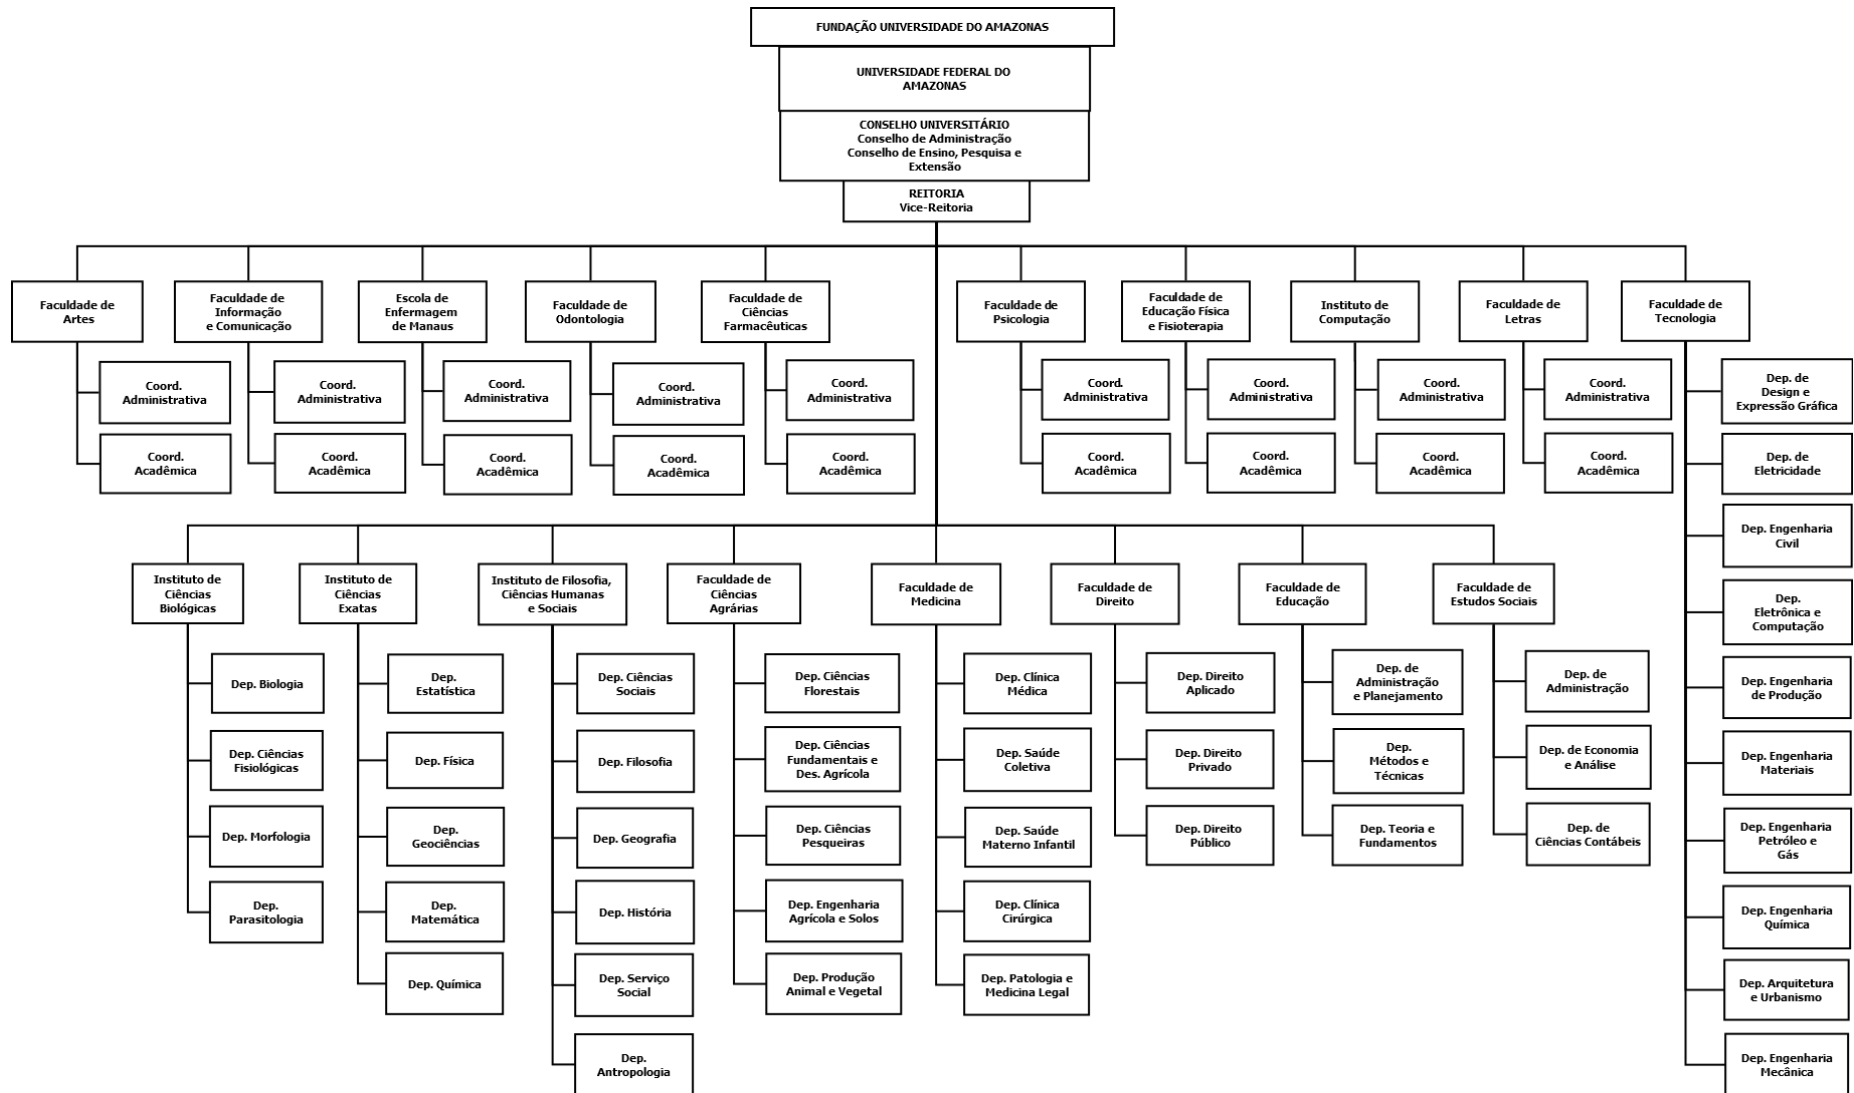 FUNDAÇÃO UNIVERSIDADE DO AMAZONAS
UNIVERSIDADE FEDERAL DO
AMAZONAS
CONSELHO UNIVERSITÁRIO
Conselho de Administração
Conselho de Ensino, Pesquisa e
Extensão
REITORIA
Vice-Reitoria
Faculdade de
Artes
Coord.
Administrativa
Coord.
Acadêmica
Faculdade de
Informação
e Comunicação
Coord.
Administrativa
Coord.
Acadêmica
Escola de
Enfermagem
de Manaus
Coord.
Administrativa
Coord.
Acadêmica
Faculdade de
Odontologia
Coord.
Administrativa
Coord.
Acadêmica
Faculdade de
Ciências
Farmacêuticas
Coord.
Administrativa
Coord.
Acadêmica
Faculdade de
Psicologia
Coord.
Administrativa
Coord.
Acadêmica
Faculdade de
Educação Física
e Fisioterapia
Coord.
Administrativa
Coord.
Acadêmica
Instituto de
Computação
Coord.
Administrativa
Coord.
Acadêmica
Faculdade de
Letras
Coord.
Administrativa
Coord.
Acadêmica
Faculdade de
Tecnologia
Dep. de
Design e
Expressão Gráfica
Dep. de
Eletricidade
Dep. Engenharia
Civil
Dep.
Eletrônica e
Computação
Dep. Engenharia
de Produção
Dep. Engenharia
Materiais
Dep. Engenharia
Petróleo e
Gás
Dep. Engenharia
Química
Dep. Arquitetura
e Urbanismo
Dep. Engenharia
Mecânica
Instituto de
Ciências
Biológicas
Dep. Biologia
Dep. Ciências
Fisiológicas
Dep. Morfologia
Dep.
Parasitologia
Instituto de
Ciências
Exatas
Dep.
Estatística
Dep. Física
Dep.
Geociências
Dep.
Matemática
Dep. Química
Instituto de Filosofia,
Ciências Humanas
e Sociais
Dep. Ciências
Sociais
Dep. Filosofia
Dep. Geografia
Dep. História
Dep. Serviço
Social
Dep.
Antropologia
Faculdade de
Ciências
Agrárias
Dep. Ciências
Florestais
Dep. Ciências
Fundamentais e
Des. Agrícola
Dep. Ciências
Pesqueiras
Dep. Engenharia
Agrícola e Solos
Dep. Produção
Animal e Vegetal
Faculdade de
Medicina
Dep. Clínica
Médica
Dep. Saúde
Coletiva
Dep. Saúde
Materno Infantil
Dep. Clínica
Cirúrgica
Dep. Patologia e
Medicina Legal
Faculdade de
Direito
Dep. Direito
Aplicado
Dep. Direito
Privado
Dep. Direito
Público
Faculdade de
Educação
Dep. de
Administração
e Planejamento
Dep.
Métodos e
Técnicas
Dep. Teoria e
Fundamentos
Faculdade de
Estudos Sociais
Dep. de
Administração
Dep. de Economia
e Análise
Dep. de
Ciências Contábeis